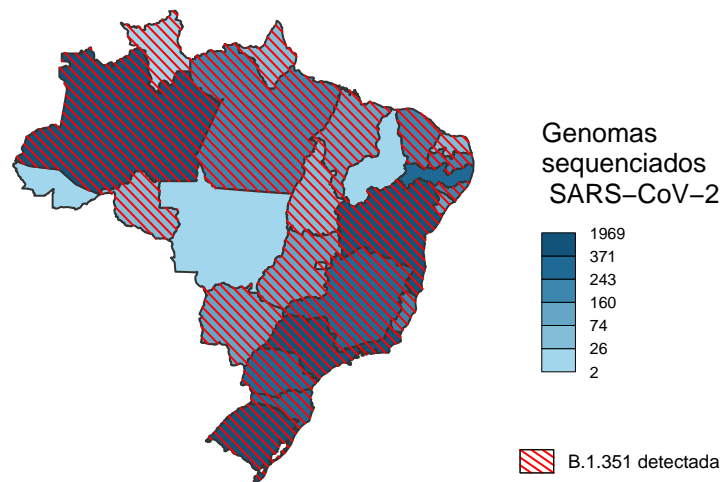 Genomas
sequenciados
SARS−CoV−2
1969
371
243
160
74
26
2
B.1.351 detectada